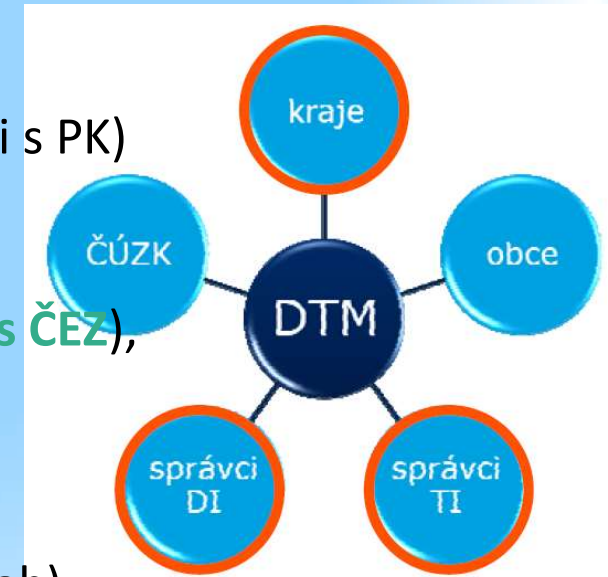 kraje
i s PK)
ČÚZK
obce
DTM
s ČEZ),
správci
DI
správci
TI